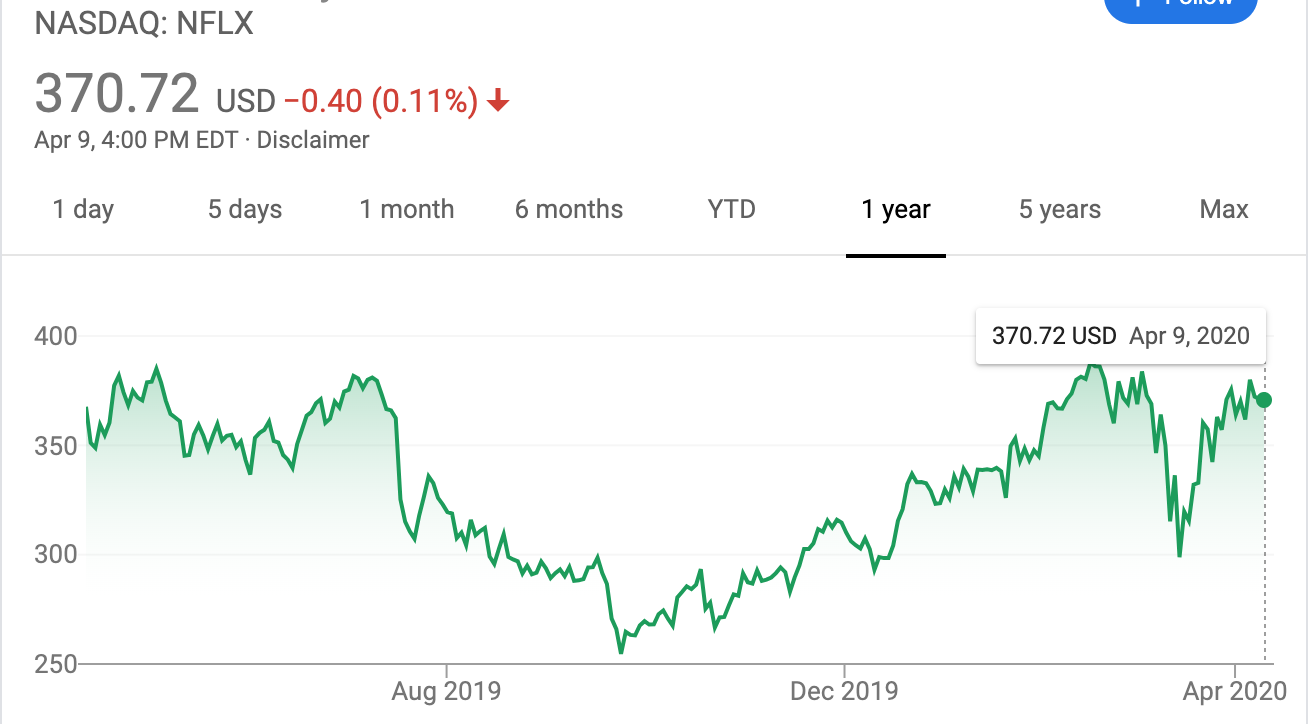 Follow
NASDAQ: NFLX
370.72 USD −0.40 (0.11%)
Apr 9, 4:00 PM EDT · Disclaimer
1 day 5 days 1 month 6 months YTD 1 year 5 years Max
400
370.72 USD Apr 9, 2020
350
300
250
Aug 2019 Dec 2019 Apr 2020